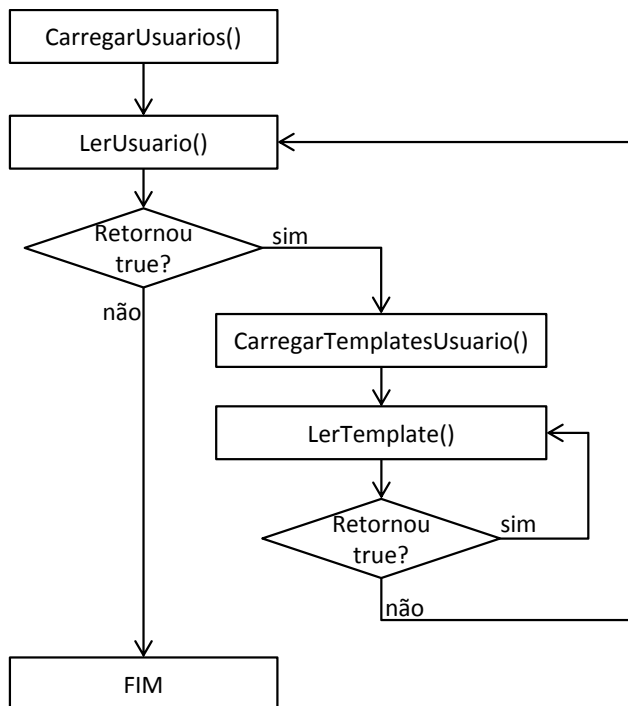 CarregarUsuarios()
LerUsuario()
Retornou
true?
sim
não
CarregarTemplatesUsuario()
LerTemplate()
Retornou
true?
sim
não
FIM